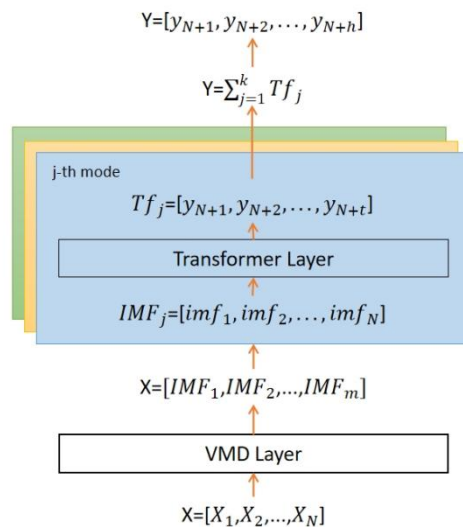 Y=[y_{N+1}, y_{N+2}, . . . , y_{N+h}]
Y=∑_{j=1}^{k} Tf_j
j-th mode
Tf_j=[y_{N+1}, y_{N+2}, . . . , y_{N+t}]
Transformer Layer
IMF_j=[imf_1, imf_2, . . . , imf_N]
X=[IMF_1,IMF_2,...,IMF_m]
VMD Layer
X=[X_1,X_2,...,X_N]